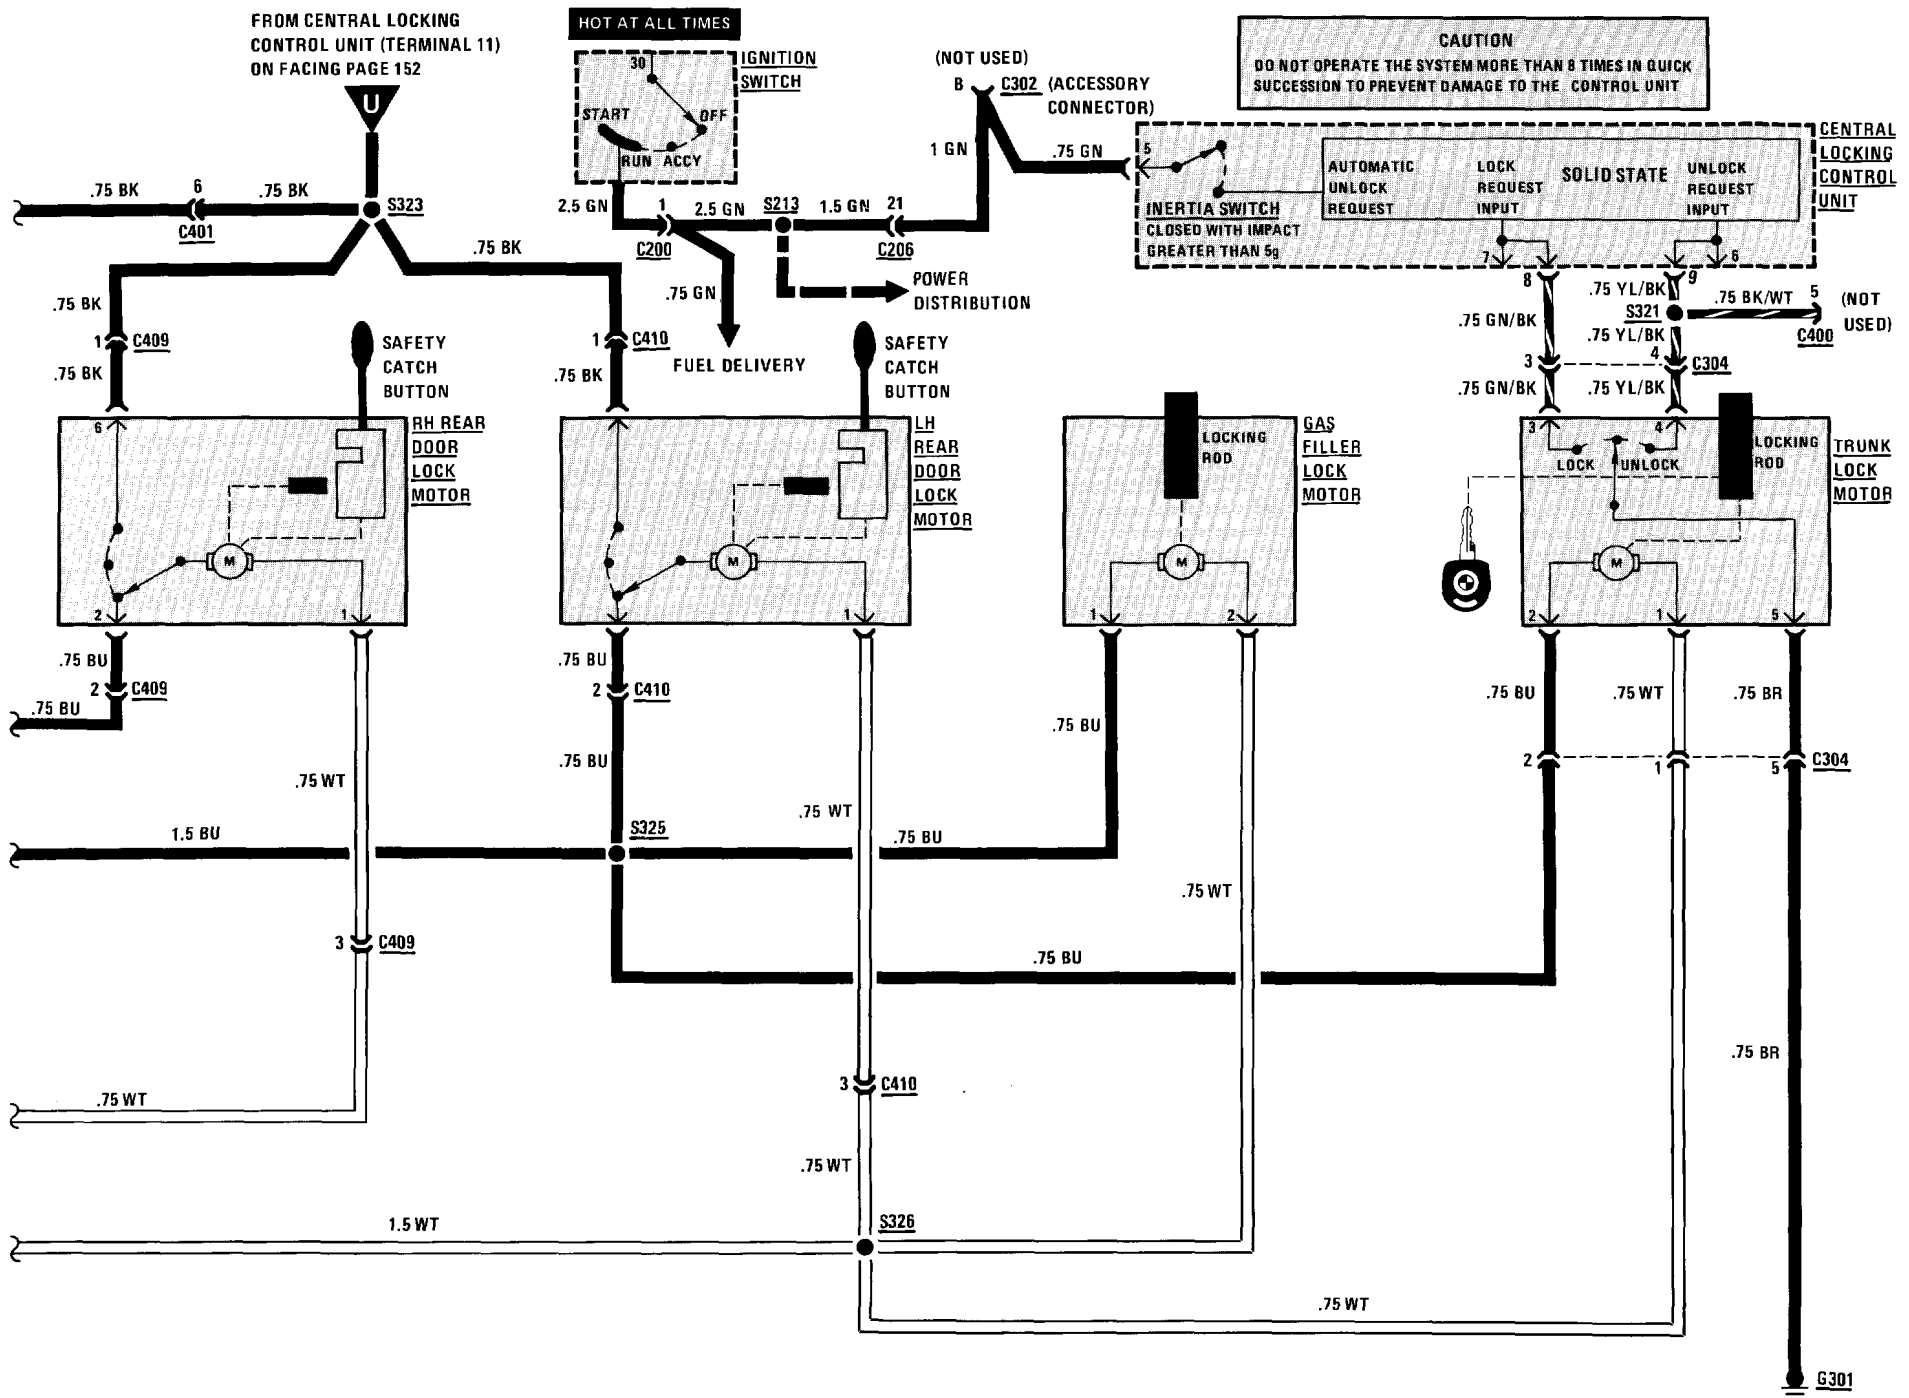 FROM CENTRAL LOCKING
CONTROL UNIT (TERMINAL 11)
ON FACING PAGE 152
U
HOT AT ALL TIMES
30
START
OFF
RUN ACCY
IGNITION
SWITCH
(NOT USED)
B
C302
(ACCESSORY
CONNECTOR)
1 GN
.75 GN
CAUTION
DO NOT OPERATE THE SYSTEM MORE THAN 8 TIMES IN QUICK
SUCCESSION TO PREVENT DAMAGE TO THE CONTROL UNIT
CENTRAL
LOCKING
CONTROL
UNIT
5
INERTIA SWITCH
CLOSED WITH IMPACT
GREATER THAN 5g
AUTOMATIC
UNLOCK
REQUEST
LOCK
REQUEST
INPUT
SOLID STATE
UNLOCK
REQUEST
INPUT
7
8
9
6
.75 BK
6
C401
.75 BK
S323
2.5 GN
1
C200
2.5 GN
S213
1.5 GN
21
C206
POWER
DISTRIBUTION
.75 GN
FUEL DELIVERY
.75 BK
.75 BK
1
C409
.75 BK
1
C410
.75 BK
SAFETY
CATCH
BUTTON
SAFETY
CATCH
BUTTON
.75 GN/BK
.75 YL/BK
S321
.75 BK/WT
5
C400
(NOT
USED)
.75 YL/BK
3
4
C304
.75 GN/BK
.75 YL/BK
6
M
2
1
RH REAR
DOOR
LOCK
MOTOR
M
1
LH
REAR
DOOR
LOCK
MOTOR
LOCKING
ROD
M
1
2
GAS
FILLER
LOCK
MOTOR
3
4
LOCK
UNLOCK
LOCKING
ROD
M
2
1
5
TRUNK
LOCK
MOTOR
.75 BU
2
C409
.75 BU
.75 WT
.75 BU
2
C410
.75 BU
.75 WT
.75 BU
.75 BU
.75 WT
.75 BR
2
1
5
C304
1.5 BU
S325
.75 BU
.75 WT
3
C409
.75 BU
.75 BR
.75 WT
3
C410
.75 WT
1.5 WT
S326
.75 WT
G301